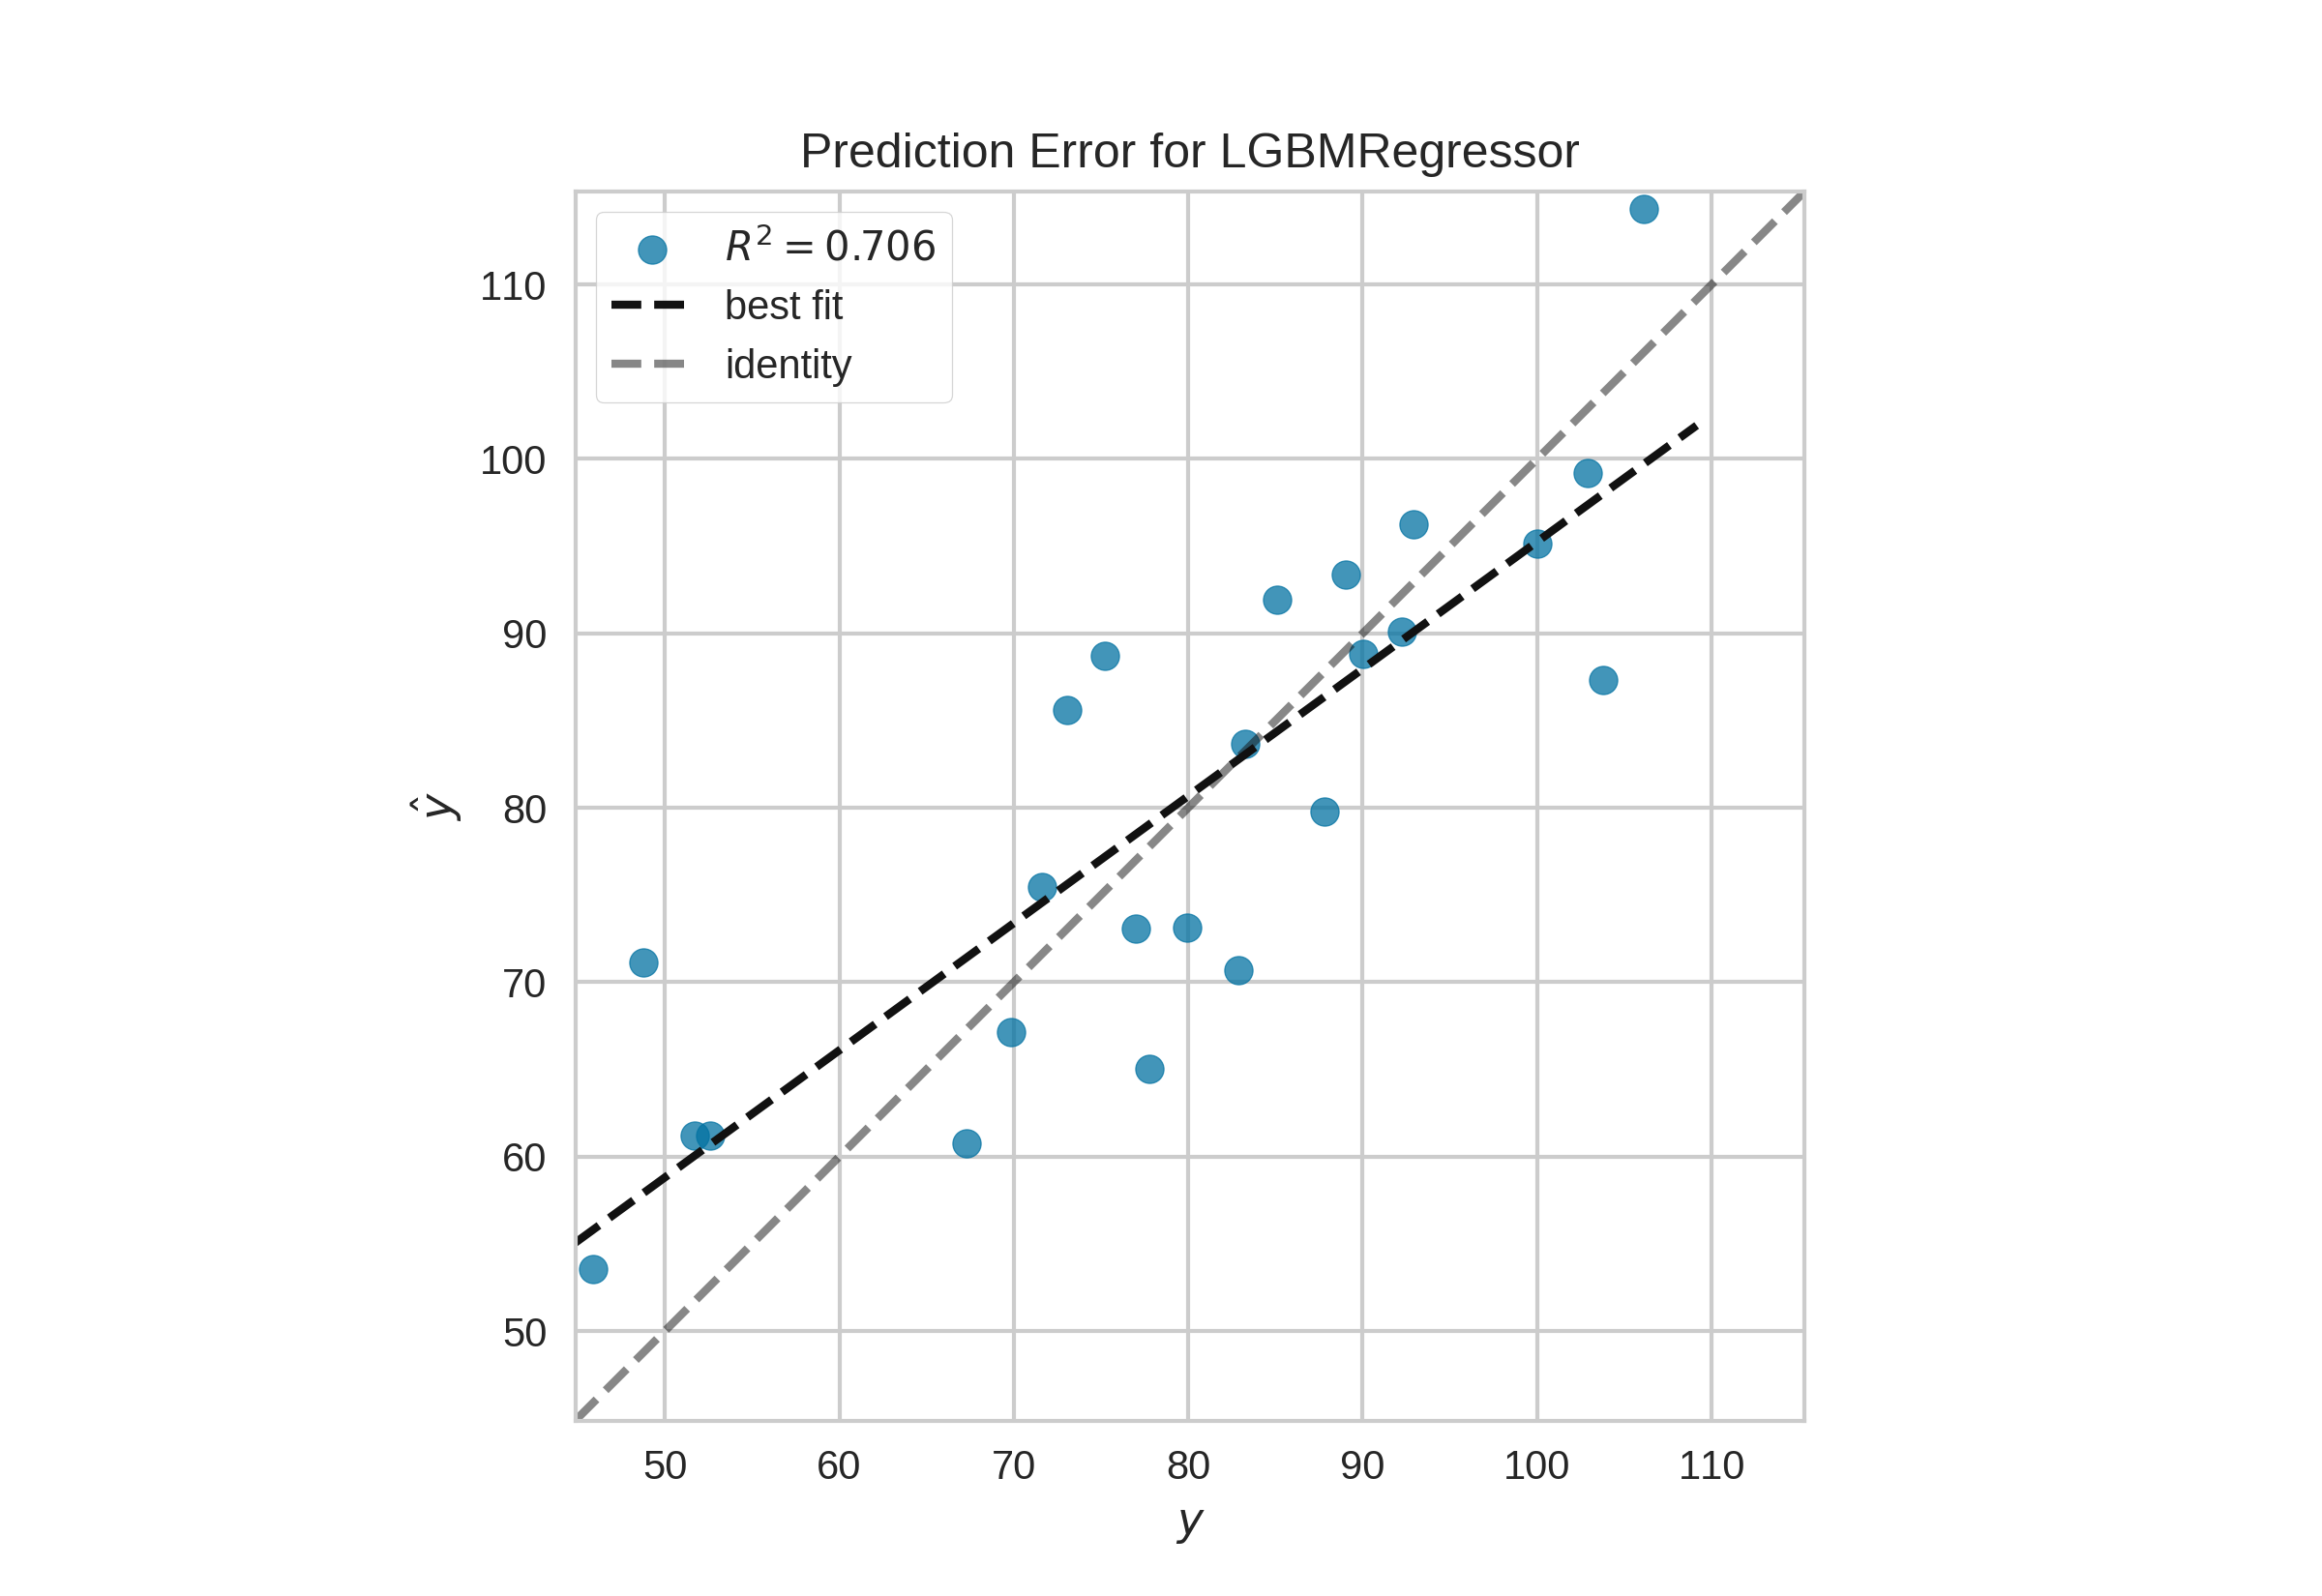 Prediction Error for LGBMRegressor
R² = 0.706
best fit
identity
110
100
90
80
70
60
50
ŷ
50 60 70 80 90 100 110
y